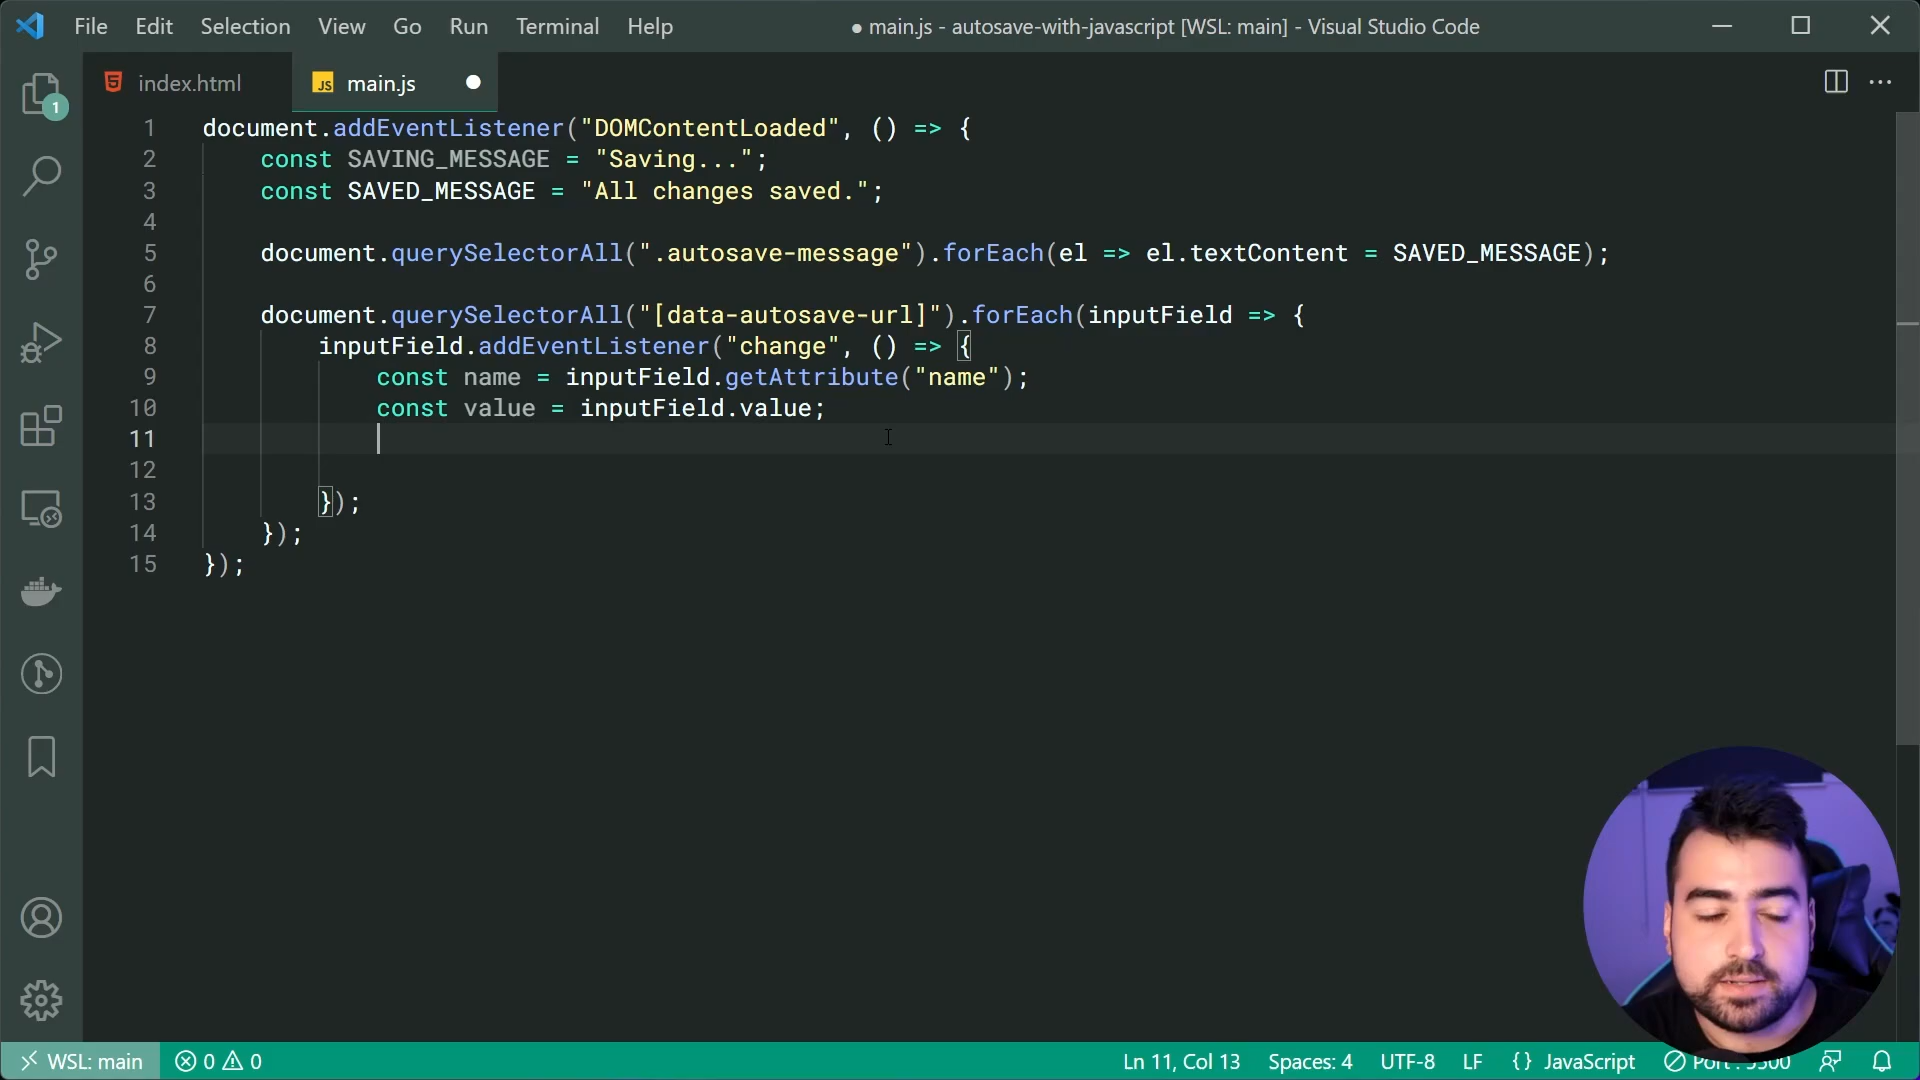 File Edit Selection View Go Run Terminal Help
● main.js - autosave-with-javascript [WSL: main] - Visual Studio Code
index.html
JS main.js
1
1 document.addEventListener("DOMContentLoaded", () => {
2 const SAVING_MESSAGE = "Saving...";
3 const SAVED_MESSAGE = "All changes saved.";
4
5 document.querySelectorAll(".autosave-message").forEach(el => el.textContent = SAVED_MESSAGE);
6
7 document.querySelectorAll("[data-autosave-url]").forEach(inputField => {
8 inputField.addEventListener("change", () => {
9 const name = inputField.getAttribute("name");
10 const value = inputField.value;
11
12
13 });
14 });
15 });
WSL: main 0 0 Ln 11, Col 13 Spaces: 4 UTF-8 LF {} JavaScript Port :